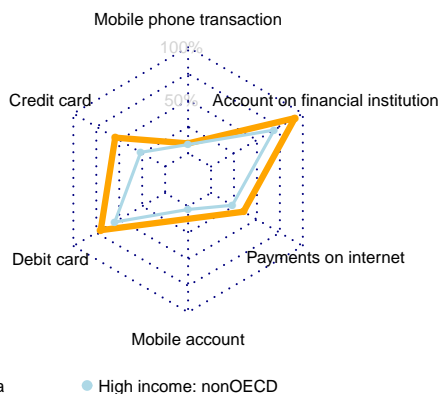 Mobile phone transaction
100%
Credit card
50%
Account on financial institution
Debit card
Payments on internet
Mobile account
a
High income: nonOECD